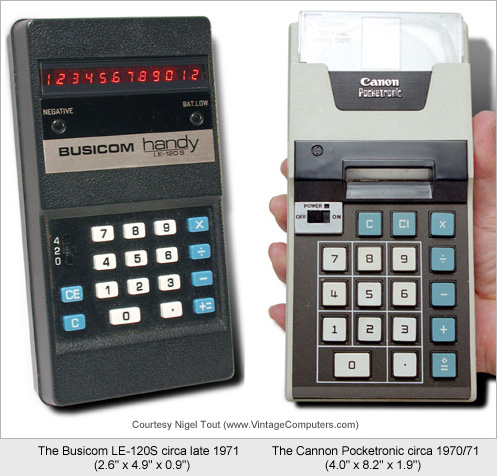 123456789012
NEGATIVE
BAT.LOW
BUSICOM handy
LE-120S
4
2
0
7 8 9 X
4 5 6 ÷
CE 1 2 3 −
C 0 . +=
Canon
Pocketronic
POWER
OFF ON
C CI X
7 8 9 ÷
4 5 6 −
1 2 3 +
0 .
Courtesy Nigel Tout (www.VintageComputers.com)
The Busicom LE-120S circa late 1971
(2.6" x 4.9" x 0.9")
The Cannon Pocketronic circa 1970/71
(4.0" x 8.2" x 1.9")